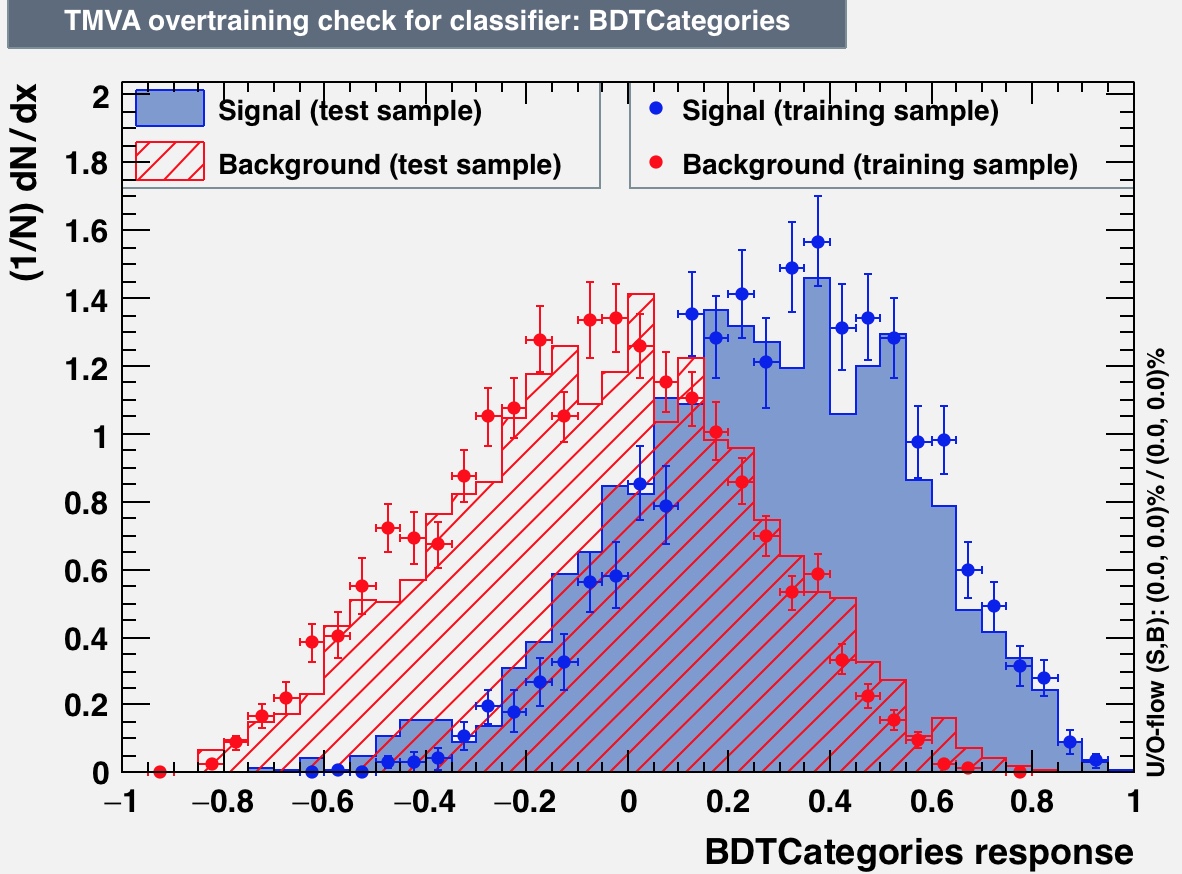 TMVA overtraining check for classifier: BDTCategories
(1/N) dN/dx
Signal (test sample)
Background (test sample)
Signal (training sample)
Background (training sample)
2
1.8
1.6
1.4
1.2
1
0.8
0.6
0.4
0.2
0
−1 −0.8 −0.6 −0.4 −0.2 0 0.2 0.4 0.6 0.8 1
BDTCategories response
U/O-flow (S,B): (0.0, 0.0)% / (0.0, 0.0)%